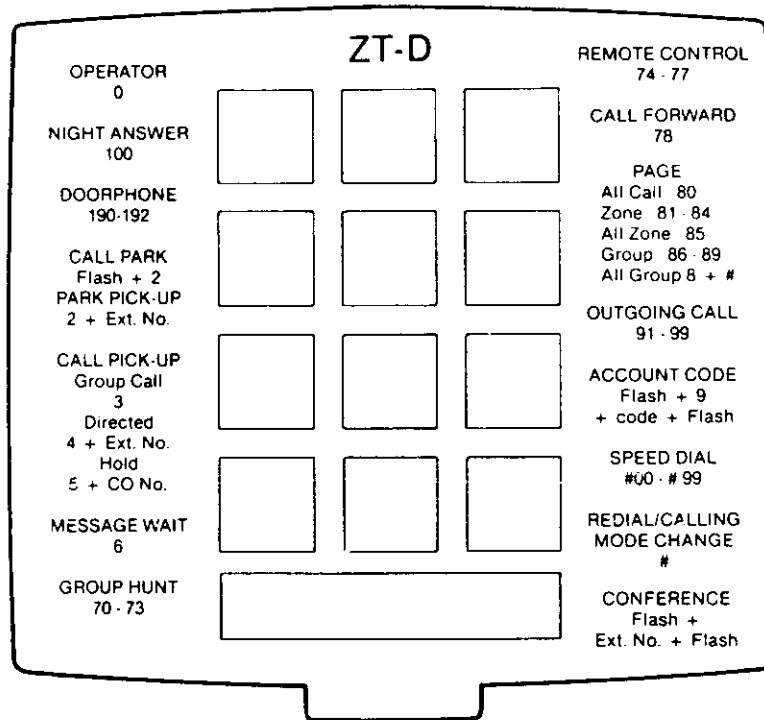 ZT-D
OPERATOR
0
NIGHT ANSWER
100
DOORPHONE
190-192
CALL PARK
Flash + 2
PARK PICK-UP
2 + Ext. No.
CALL PICK-UP
Group Call
3
Directed
4 + Ext. No.
Hold
5 + CO No.
MESSAGE WAIT
6
GROUP HUNT
70 - 73
REMOTE CONTROL
74 - 77
CALL FORWARD
78
PAGE
All Call 80
Zone 81 - 84
All Zone 85
Group 86 - 89
All Group 8 + #
OUTGOING CALL
91 - 99
ACCOUNT CODE
Flash + 9
+ code + Flash
SPEED DIAL
#00 - # 99
REDIAL/CALLING
MODE CHANGE
#
CONFERENCE
Flash +
Ext. No. + Flash